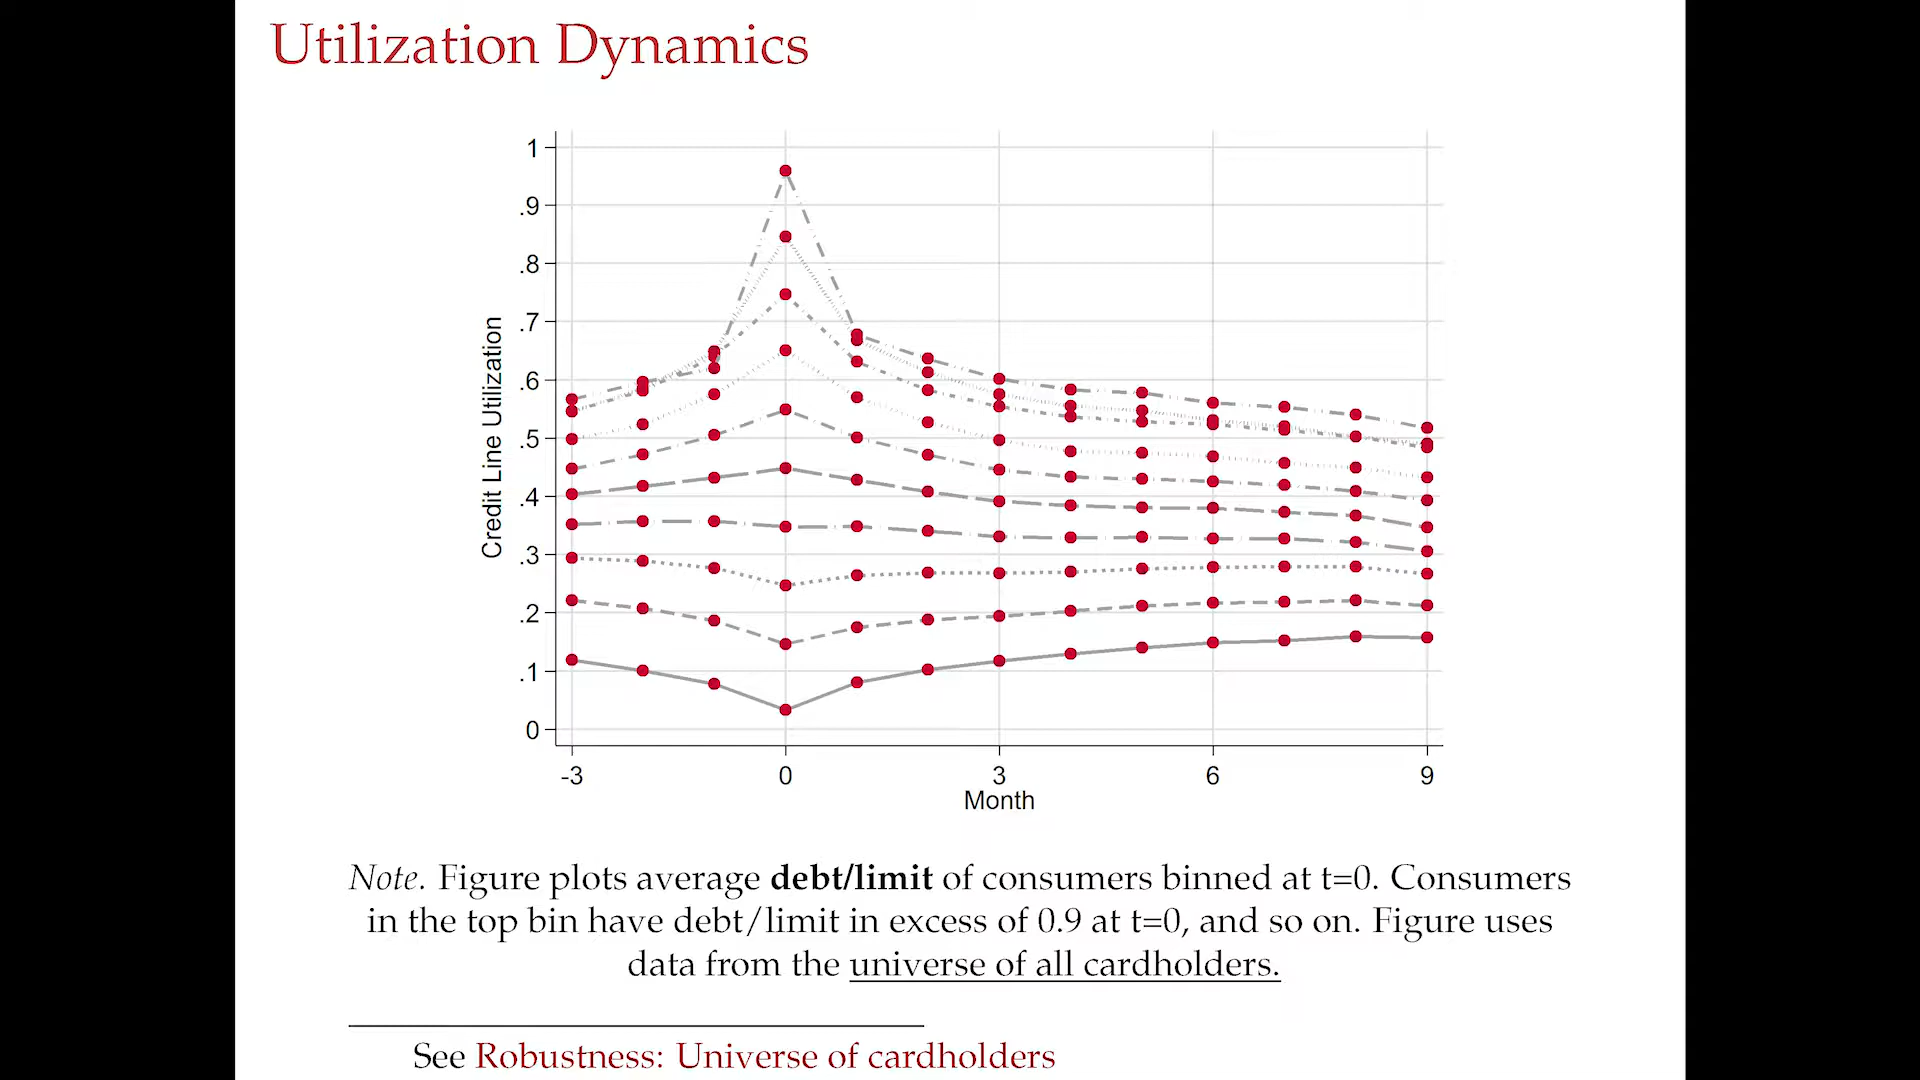 Utilization Dynamics
1
.9
.8
.7
.6
.5
.4
.3
.2
.1
0
Credit Line Utilization
-3 0 3 6 9
Month
Note. Figure plots average debt/limit of consumers binned at t=0. Consumers
in the top bin have debt/limit in excess of 0.9 at t=0, and so on. Figure uses
data from the universe of all cardholders.
See Robustness: Universe of cardholders